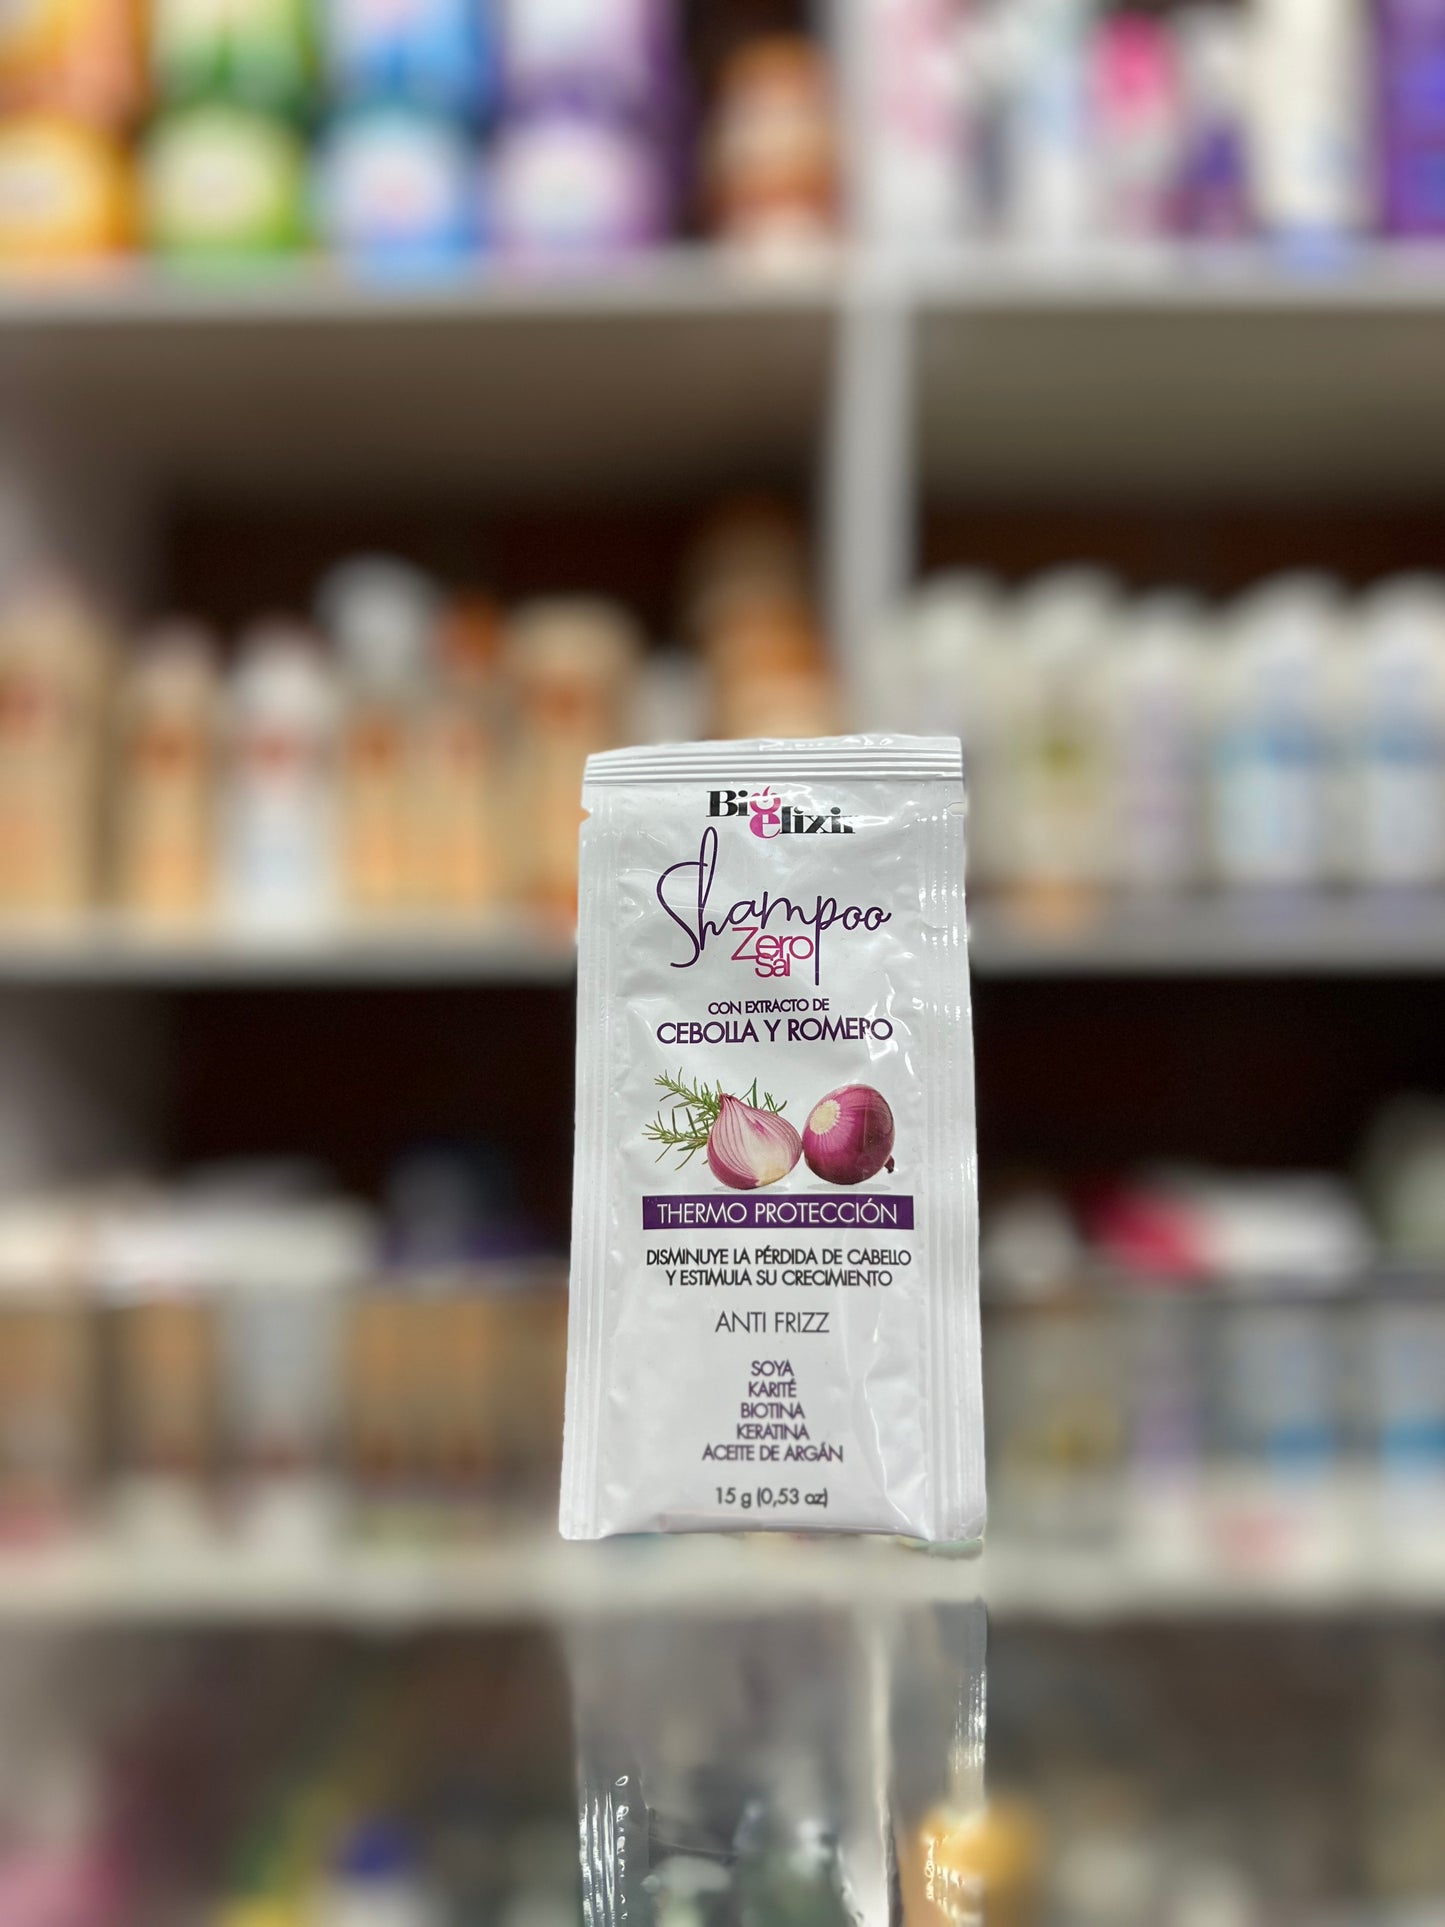 Bioelixir
Shampoo
Zero
Sal
CON EXTRACTO DE
CEBOLLA Y ROMERO
THERMO PROTECCIÓN
DISMINUYE LA PÉRDIDA DE CABELLO
Y ESTIMULA SU CRECIMIENTO
ANTI FRIZZ
SOYA
KARITÉ
BIOTINA
KERATINA
ACEITE DE ARGÁN
15 g (0,53 oz)